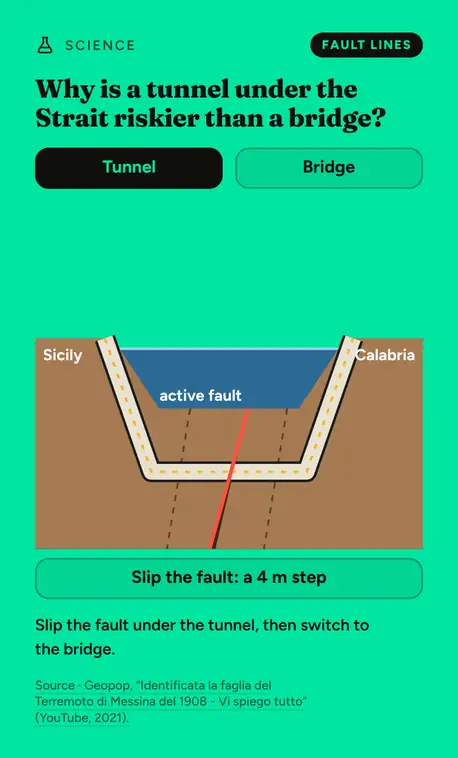 SCIENCE
FAULT LINES
Why is a tunnel under the
Strait riskier than a bridge?
Tunnel
Bridge
Sicily
Calabria
active fault
Slip the fault: a 4 m step
Slip the fault under the tunnel, then switch to
the bridge.
Source · Geopop, “Identificata la faglia del
Terremoto di Messina del 1908 - Vi spiego tutto”
(YouTube, 2021).